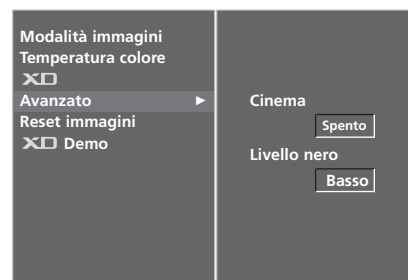 Modalità immagini
Temperatura colore
XD
Avanzato ►
Reset immagini
XD Demo
Cinema
Spento
Livello nero
Basso